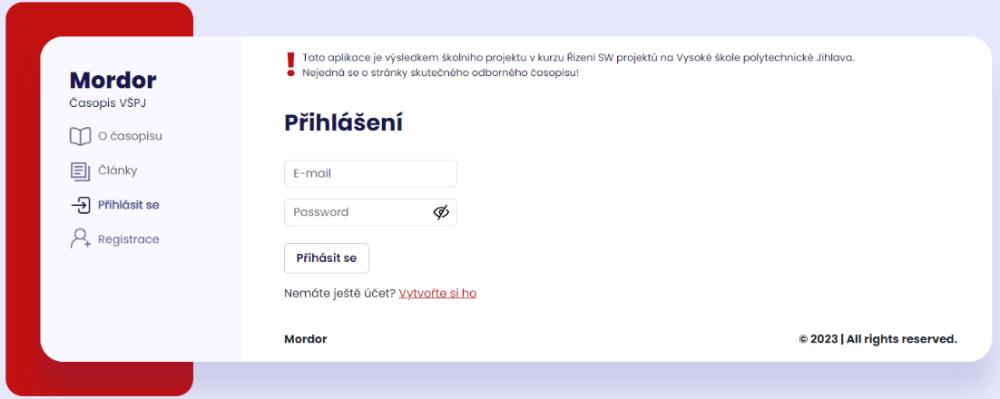 Mordor
Časopis VŠPJ
O časopisu
Články
Přihlásit se
Registrace
Tato aplikace je výsledkem školního projektu v kurzu Řízení SW projektů na Vysoké škole polytechnické Jihlava.
Nejedná se o stránky skutečného odborného časopisu!
Přihlášení
E-mail
Password
Přihásit se
Nemáte ještě účet? Vytvořte si ho
Mordor
© 2023 | All rights reserved.